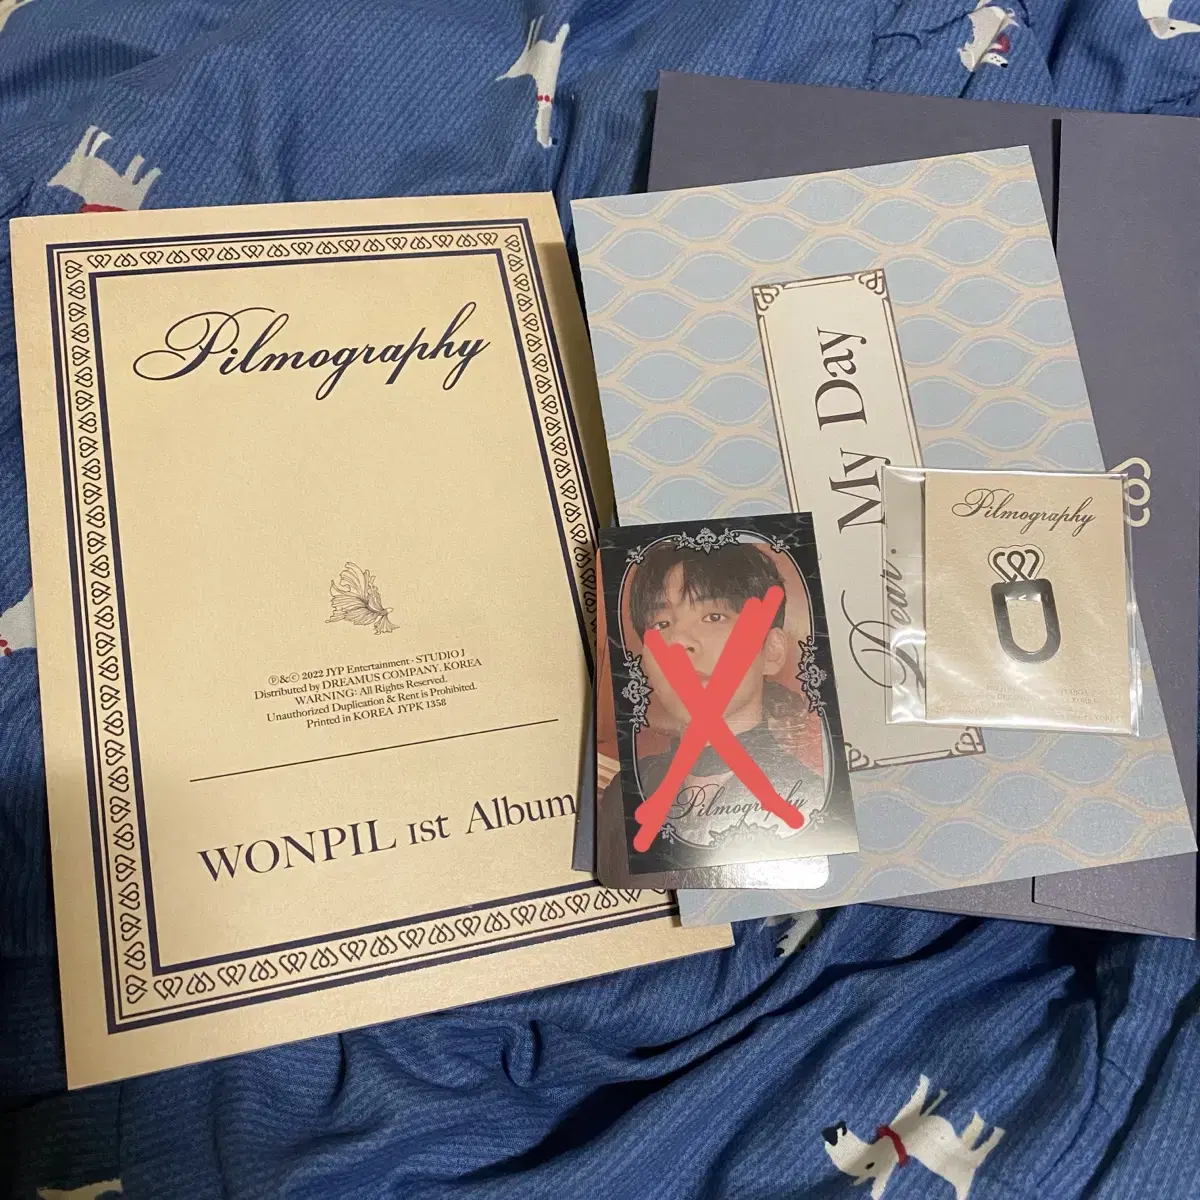 Pilmography
℗&© 2022 JYP Entertainment · STUDIO J
Distributed by DREAMUS COMPANY. KOREA
WARNING: All Rights Reserved.
Unauthorized Duplication & Rent is Prohibited.
Printed in KOREA JYPK 1358
WONPIL 1st Album
Dear. My Day
Pilmography
Pilmography